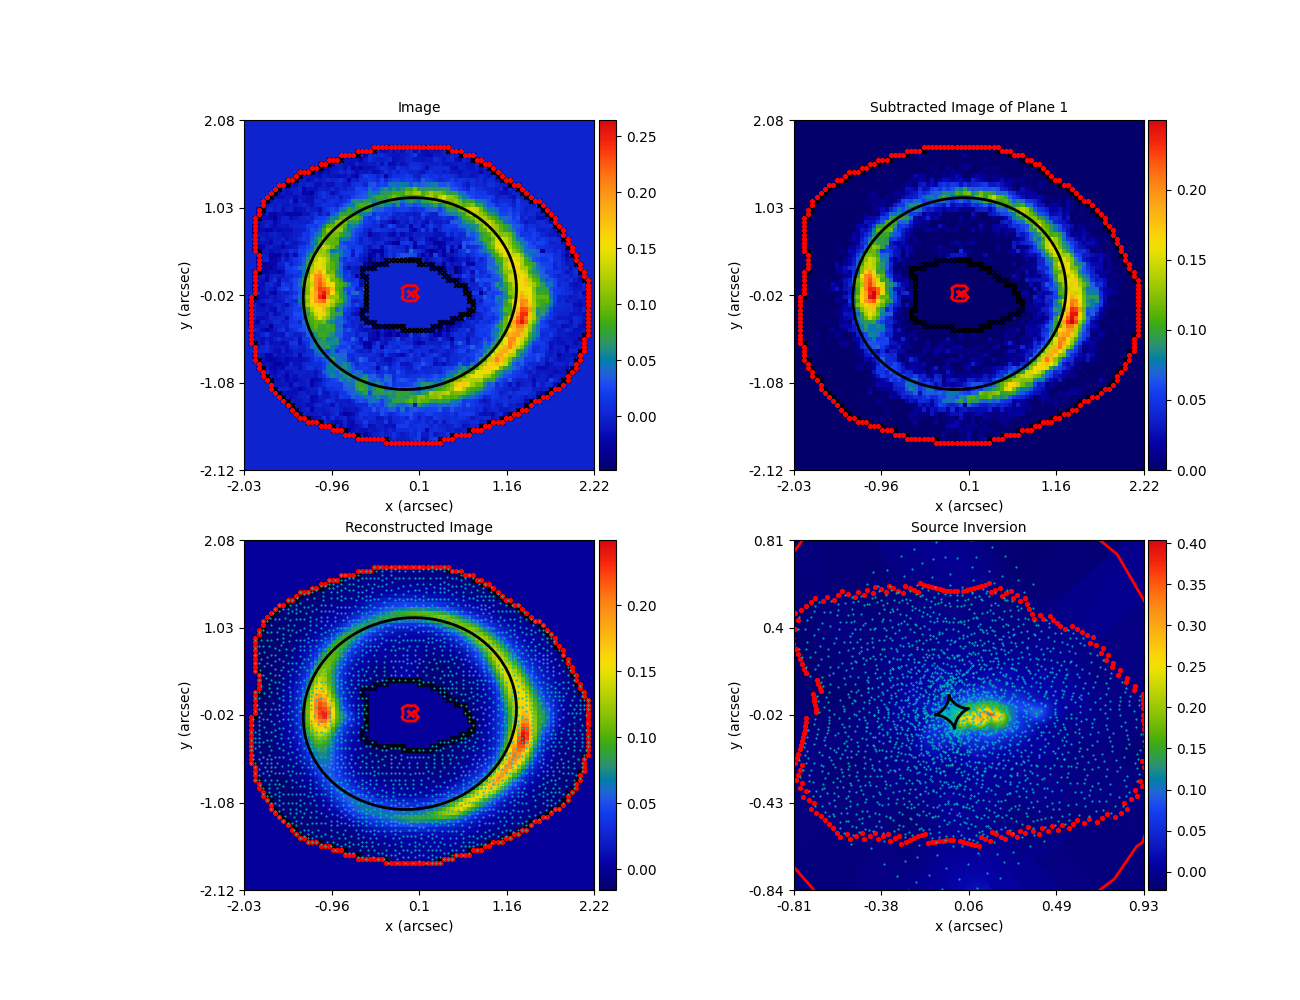 Image
2.08
1.03
-0.02
-1.08
-2.12
y (arcsec)
-2.03 -0.96 0.1 1.16 2.22
x (arcsec)
0.25
0.20
0.15
0.10
0.05
0.00
Subtracted Image of Plane 1
2.08
1.03
-0.02
-1.08
-2.12
y (arcsec)
-2.03 -0.96 0.1 1.16 2.22
x (arcsec)
0.20
0.15
0.10
0.05
0.00
Reconstructed Image
2.08
1.03
-0.02
-1.08
-2.12
y (arcsec)
-2.03 -0.96 0.1 1.16 2.22
x (arcsec)
0.20
0.15
0.10
0.05
0.00
Source Inversion
0.81
0.4
-0.02
-0.43
-0.84
y (arcsec)
-0.81 -0.38 0.06 0.49 0.93
x (arcsec)
0.40
0.35
0.30
0.25
0.20
0.15
0.10
0.05
0.00